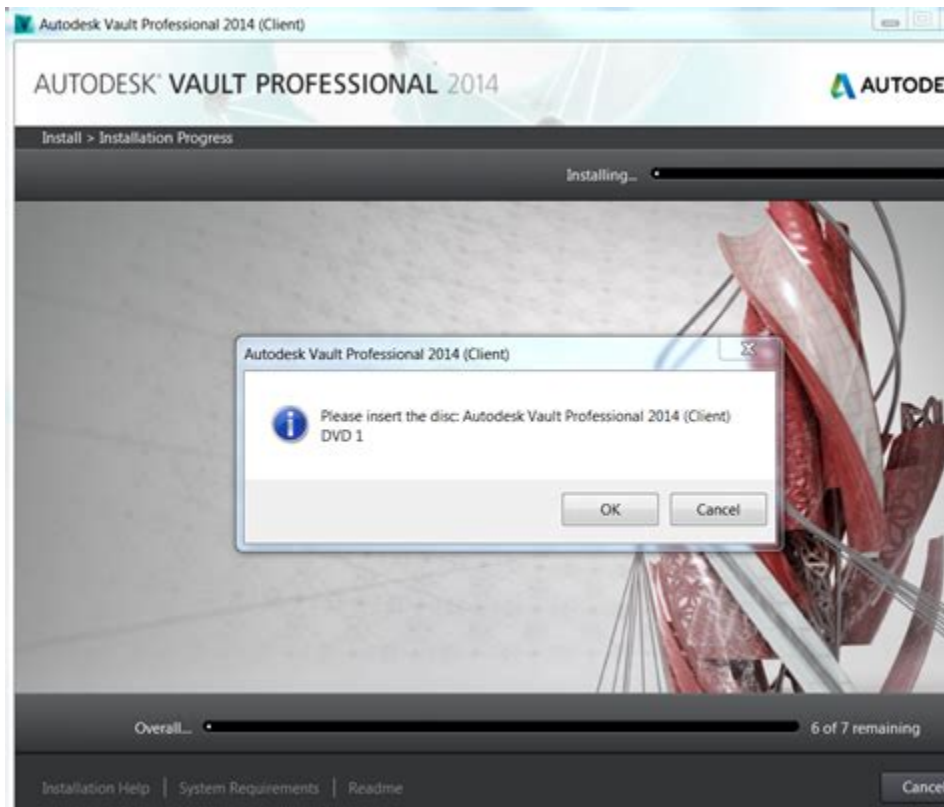 Autodesk Vault Professional 2014 (Client)
AUTODESK® VAULT PROFESSIONAL 2014
AUTODE
Install > Installation Progress
Installing...
Autodesk Vault Professional 2014 (Client)
Please insert the disc: Autodesk Vault Professional 2014 (Client)
DVD 1
OK Cancel
Overall... 6 of 7 remaining
Installation Help | System Requirements | Readme
Cance